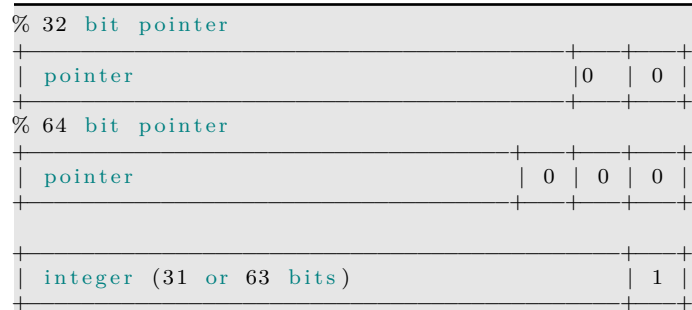 % 32 bit pointer
+----------------------------------------+---+---+
| pointer |0 | 0 |
+----------------------------------------+---+---+
% 64 bit pointer
+------------------------------------+---+---+---+
| pointer | 0 | 0 | 0 |
+------------------------------------+---+---+---+
+--------------------------------------------+---+
| integer (31 or 63 bits) | 1 |
+--------------------------------------------+---+